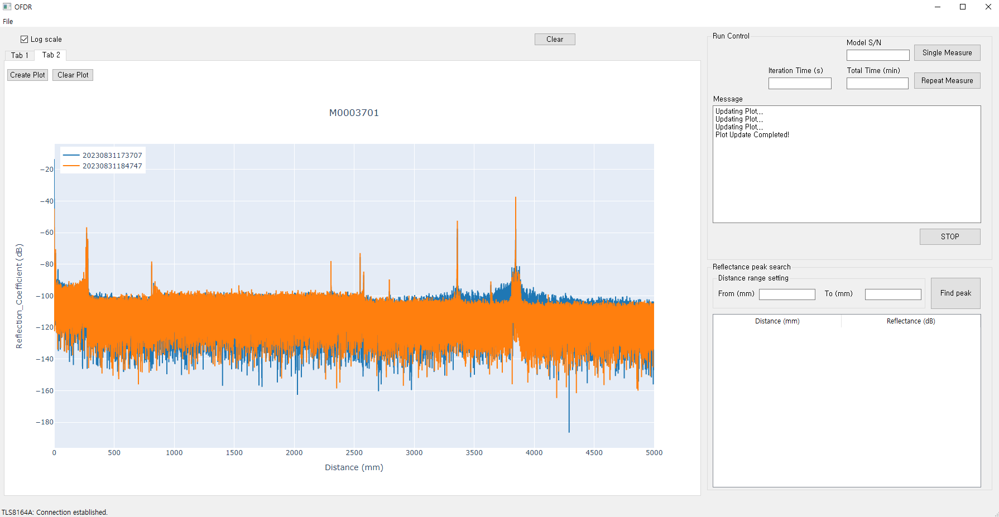 OFDR
File
Log scale
Clear
Tab 1
Tab 2
Create Plot
Clear Plot
M0003701
20230831173707
20230831184747
−20
−40
−60
−80
−100
−120
−140
−160
−180
0
500
1000
1500
2000
2500
3000
3500
4000
4500
5000
Reflection_Coefficient (dB)
Distance (mm)
Run Control
Model S/N
Single Measure
Iteration Time (s)
Total Time (min)
Repeat Measure
Message
Updating Plot...
Updating Plot...
Updating Plot...
Plot Update Completed!
STOP
Reflectance peak search
Distance range setting
From (mm)
To (mm)
Find peak
Distance (mm)
Reflectance (dB)
TLS8164A: Connection established.